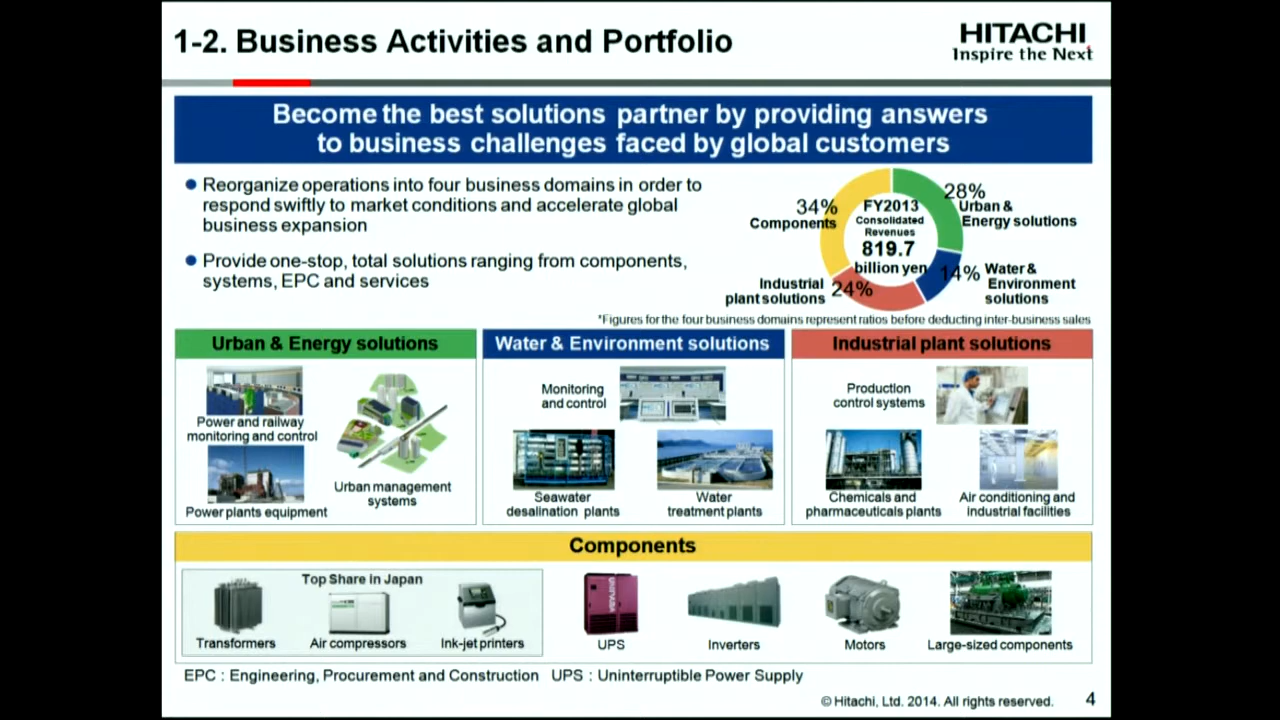 1-2. Business Activities and Portfolio
HITACHI
Inspire the Next
Become the best solutions partner by providing answers
to business challenges faced by global customers
● Reorganize operations into four business domains in order to
respond swiftly to market conditions and accelerate global
business expansion
● Provide one-stop, total solutions ranging from components,
systems, EPC and services
FY2013
Consolidated
Revenues
819.7
billion yen
28%
Urban &
Energy solutions
14% Water &
Environment
solutions
24%
Industrial
plant solutions
34%
Components
*Figures for the four business domains represent ratios before deducting inter-business sales
Urban & Energy solutions
Power and railway
monitoring and control
Power plants equipment
Urban management
systems
Water & Environment solutions
Monitoring
and control
Seawater
desalination plants
Water
treatment plants
Industrial plant solutions
Production
control systems
Chemicals and
pharmaceuticals plants
Air conditioning and
industrial facilities
Components
Top Share in Japan
Transformers
Air compressors
Ink-jet printers
UNIPARA
UPS
Inverters
Motors
Large-sized components
EPC : Engineering, Procurement and Construction UPS : Uninterruptible Power Supply
© Hitachi, Ltd. 2014. All rights reserved.
4